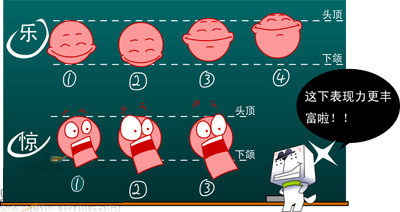 乐
头顶
下颌
① ② ③ ④
惊
头顶
下颌
① ② ③
这下表现力更丰
富啦！！